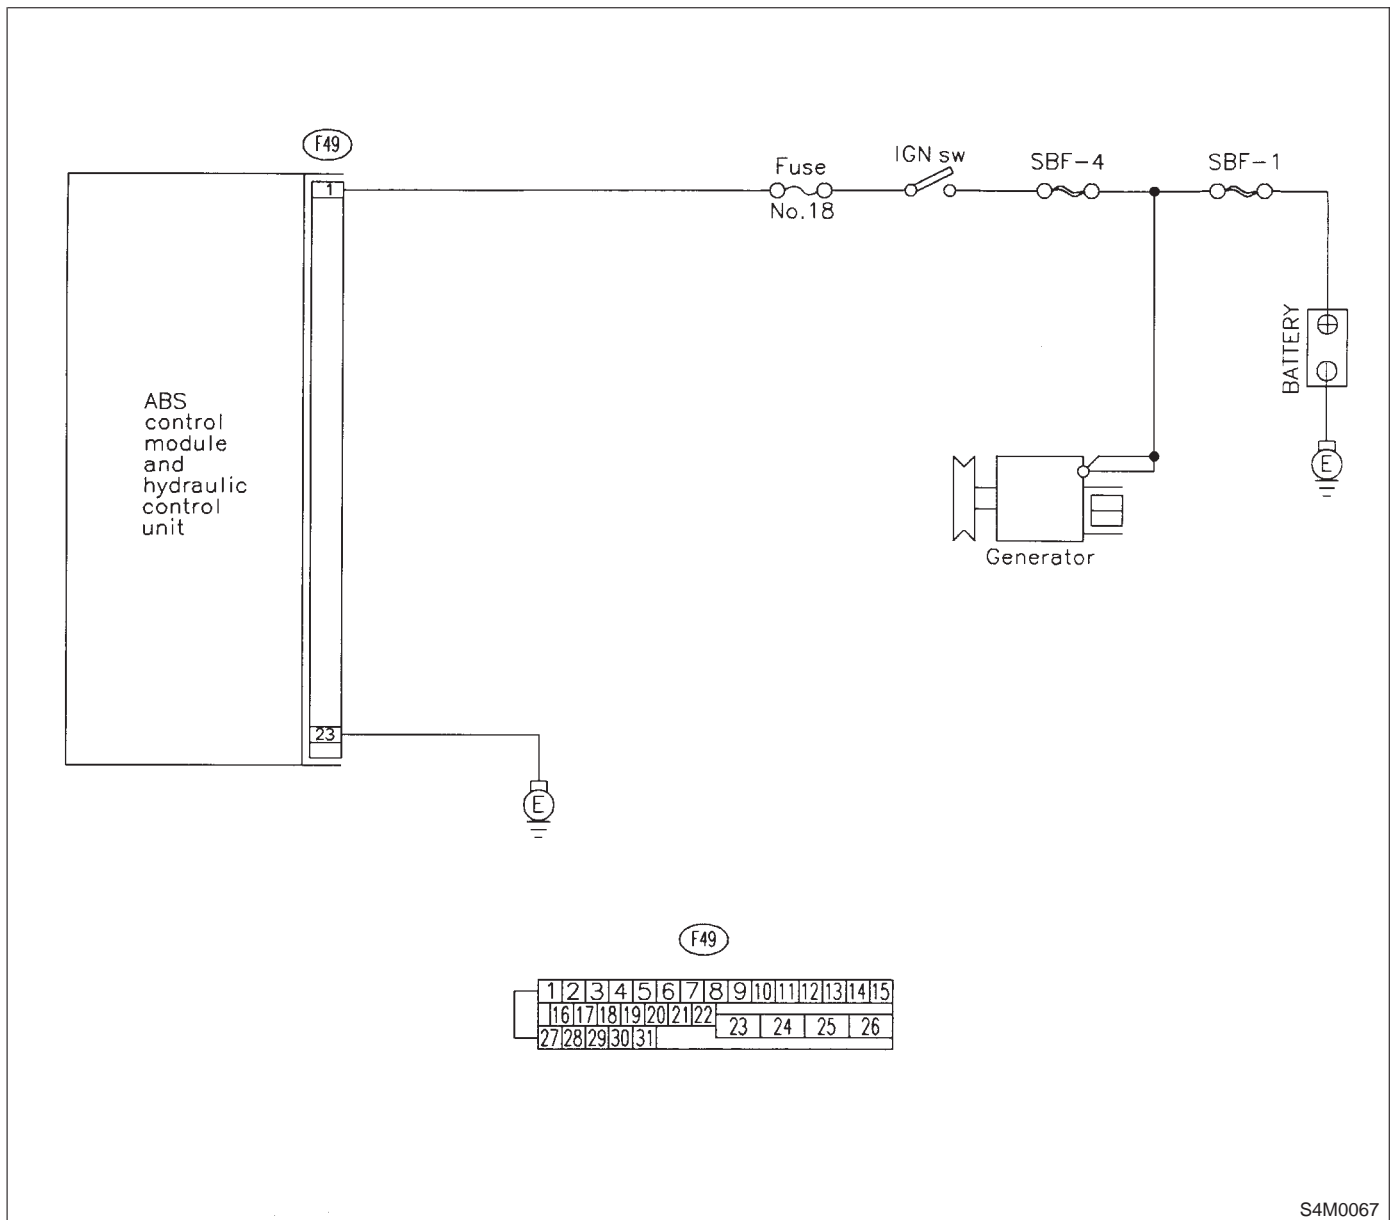 F49
1
Fuse
No.18
IGN sw
SBF-4
SBF-1
BATTERY
E
ABS
control
module
and
hydraulic
control
unit
Generator
23
E
F49
1 2 3 4 5 6 7 8 9 10 11 12 13 14 15
16 17 18 19 20 21 22
23 24 25 26
27 28 29 30 31
S4M0067